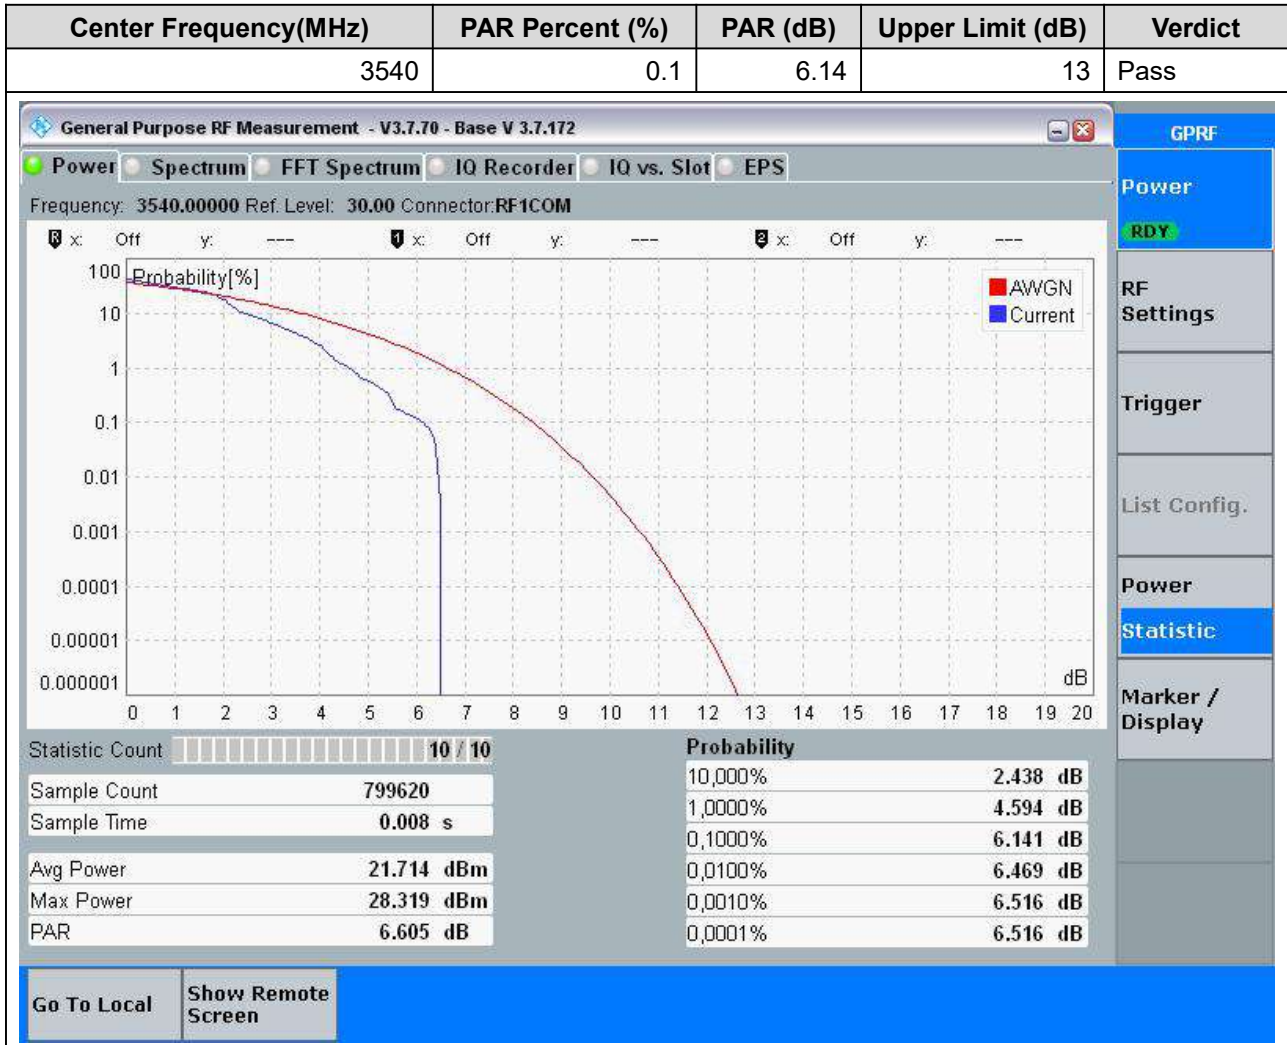 Center Frequency(MHz) PAR Percent (%) PAR (dB) Upper Limit (dB) Verdict
3540 0.1 6.14 13 Pass
General Purpose RF Measurement - V3.7.70 - Base V 3.7.172
GPRF
Power Spectrum FFT Spectrum IQ Recorder IQ vs. Slot EPS
Power
RDY
Frequency: 3540.00000 Ref. Level: 30.00 Connector:RF1COM
R x: Off y: --- 1 x: Off y: --- 2 x: Off y: ---
Probability[%]
AWGN
Current
100
10
1
0.1
0.01
0.001
0.0001
0.00001
0.000001
dB
0 1 2 3 4 5 6 7 8 9 10 11 12 13 14 15 16 17 18 19 20
RF
Settings
Trigger
List Config.
Power
Statistic
Marker /
Display
Statistic Count 10 / 10
Sample Count 799620
Sample Time 0.008 s
Avg Power 21.714 dBm
Max Power 28.319 dBm
PAR 6.605 dB
Probability
10,000% 2.438 dB
1,0000% 4.594 dB
0,1000% 6.141 dB
0,0100% 6.469 dB
0,0010% 6.516 dB
0,0001% 6.516 dB
Go To Local
Show Remote
Screen